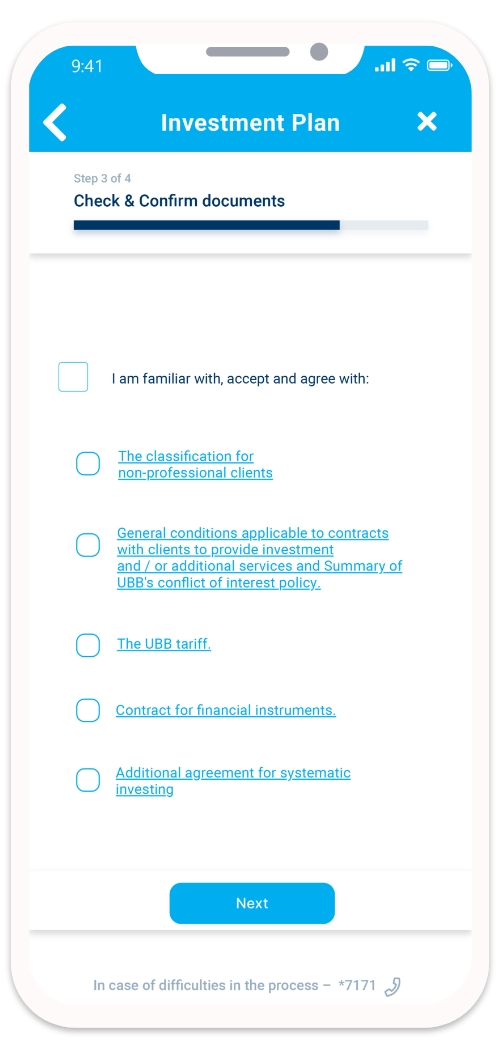 9:41
Investment Plan
Step 3 of 4
Check & Confirm documents
I am familiar with, accept and agree with:
The classification for
non-professional clients
General conditions applicable to contracts
with clients to provide investment
and / or additional services and Summary of
UBB's conflict of interest policy.
The UBB tariff.
Contract for financial instruments.
Additional agreement for systematic
investing
Next
In case of difficulties in the process – *7171